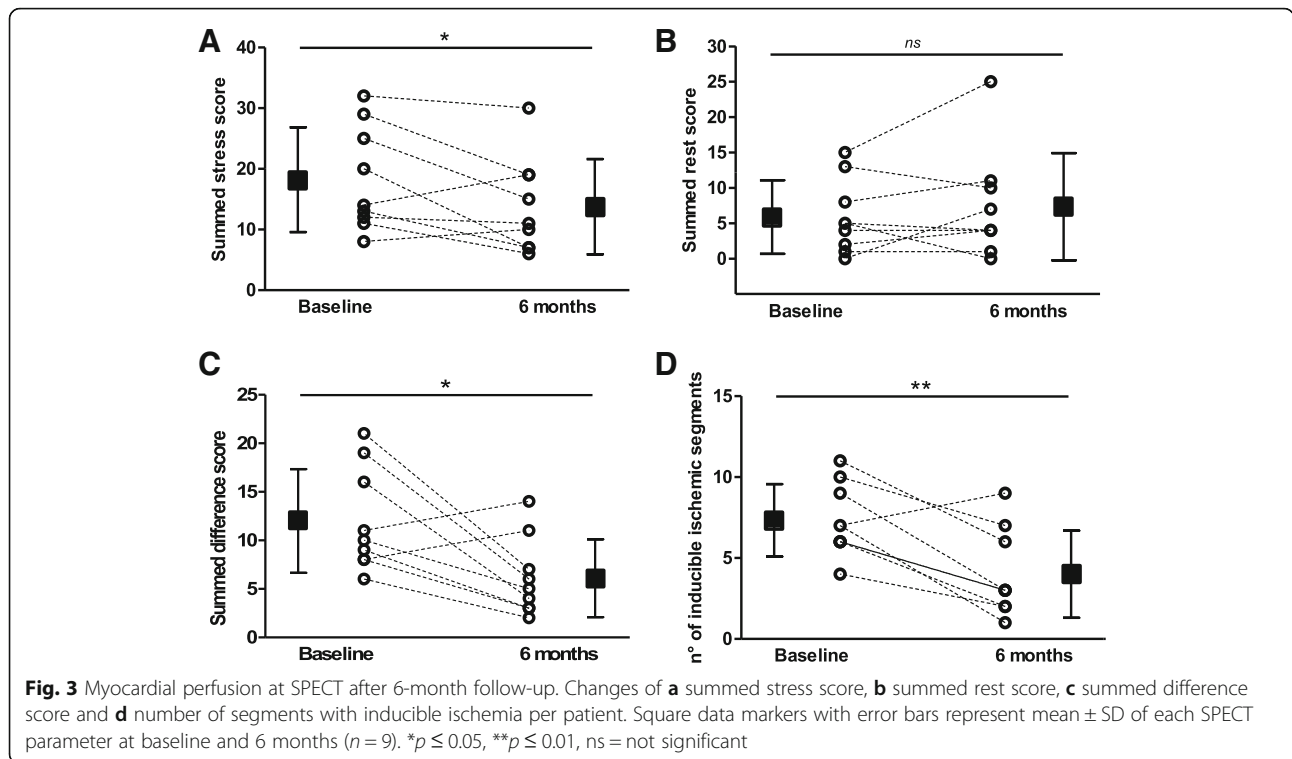 A
*
40
30
20
10
0
Summed stress score
Baseline
6 months
B
ns
30
25
20
15
10
5
0
Summed rest score
Baseline
6 months
C
*
25
20
15
10
5
0
Summed difference score
Baseline
6 months
D
**
15
10
5
0
n° of inducible ischemic segments
Baseline
6 months
Fig. 3 Myocardial perfusion at SPECT after 6-month follow-up. Changes of a summed stress score, b summed rest score, c summed difference
score and d number of segments with inducible ischemia per patient. Square data markers with error bars represent mean ± SD of each SPECT
parameter at baseline and 6 months (n = 9). *p ≤ 0.05, **p ≤ 0.01, ns = not significant